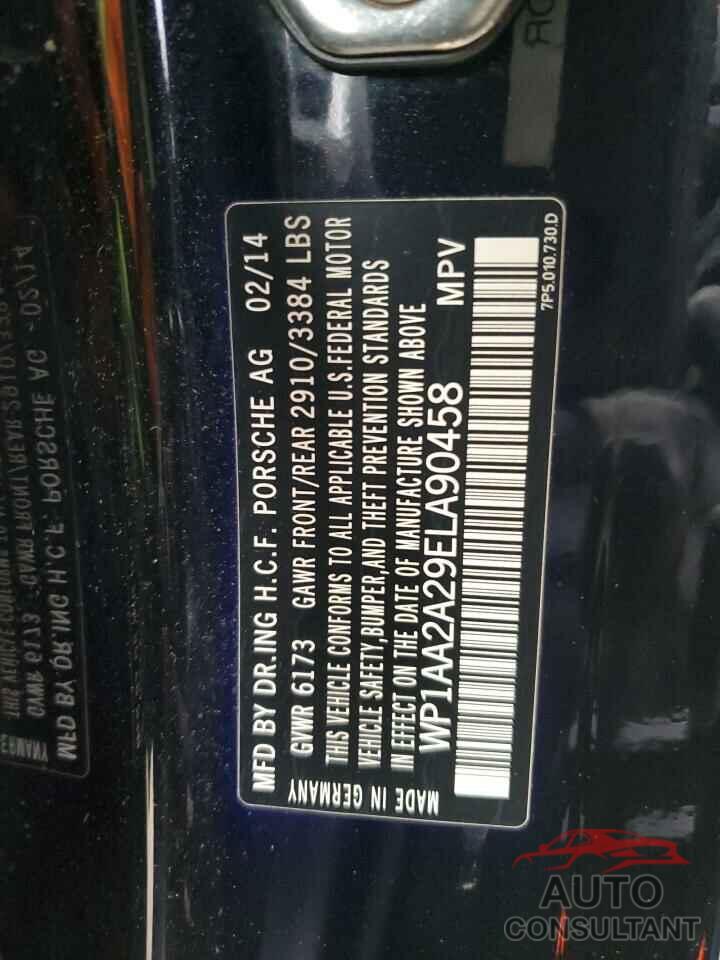 MFD BY DR.ING H.C.F. PORSCHE AG 02/14
GVWR 6173 GAWR FRONT/REAR 2910/3384 LBS
THIS VEHICLE CONFORMS TO ALL APPLICABLE U.S.FEDERAL MOTOR
VEHICLE SAFETY,BUMPER,AND THEFT PREVENTION STANDARDS
IN EFFECT ON THE DATE OF MANUFACTURE SHOWN ABOVE
WP1AA2A29ELA90458 MPV
MADE IN GERMANY
7P5.010.730.D
AUTO
CONSULTANT